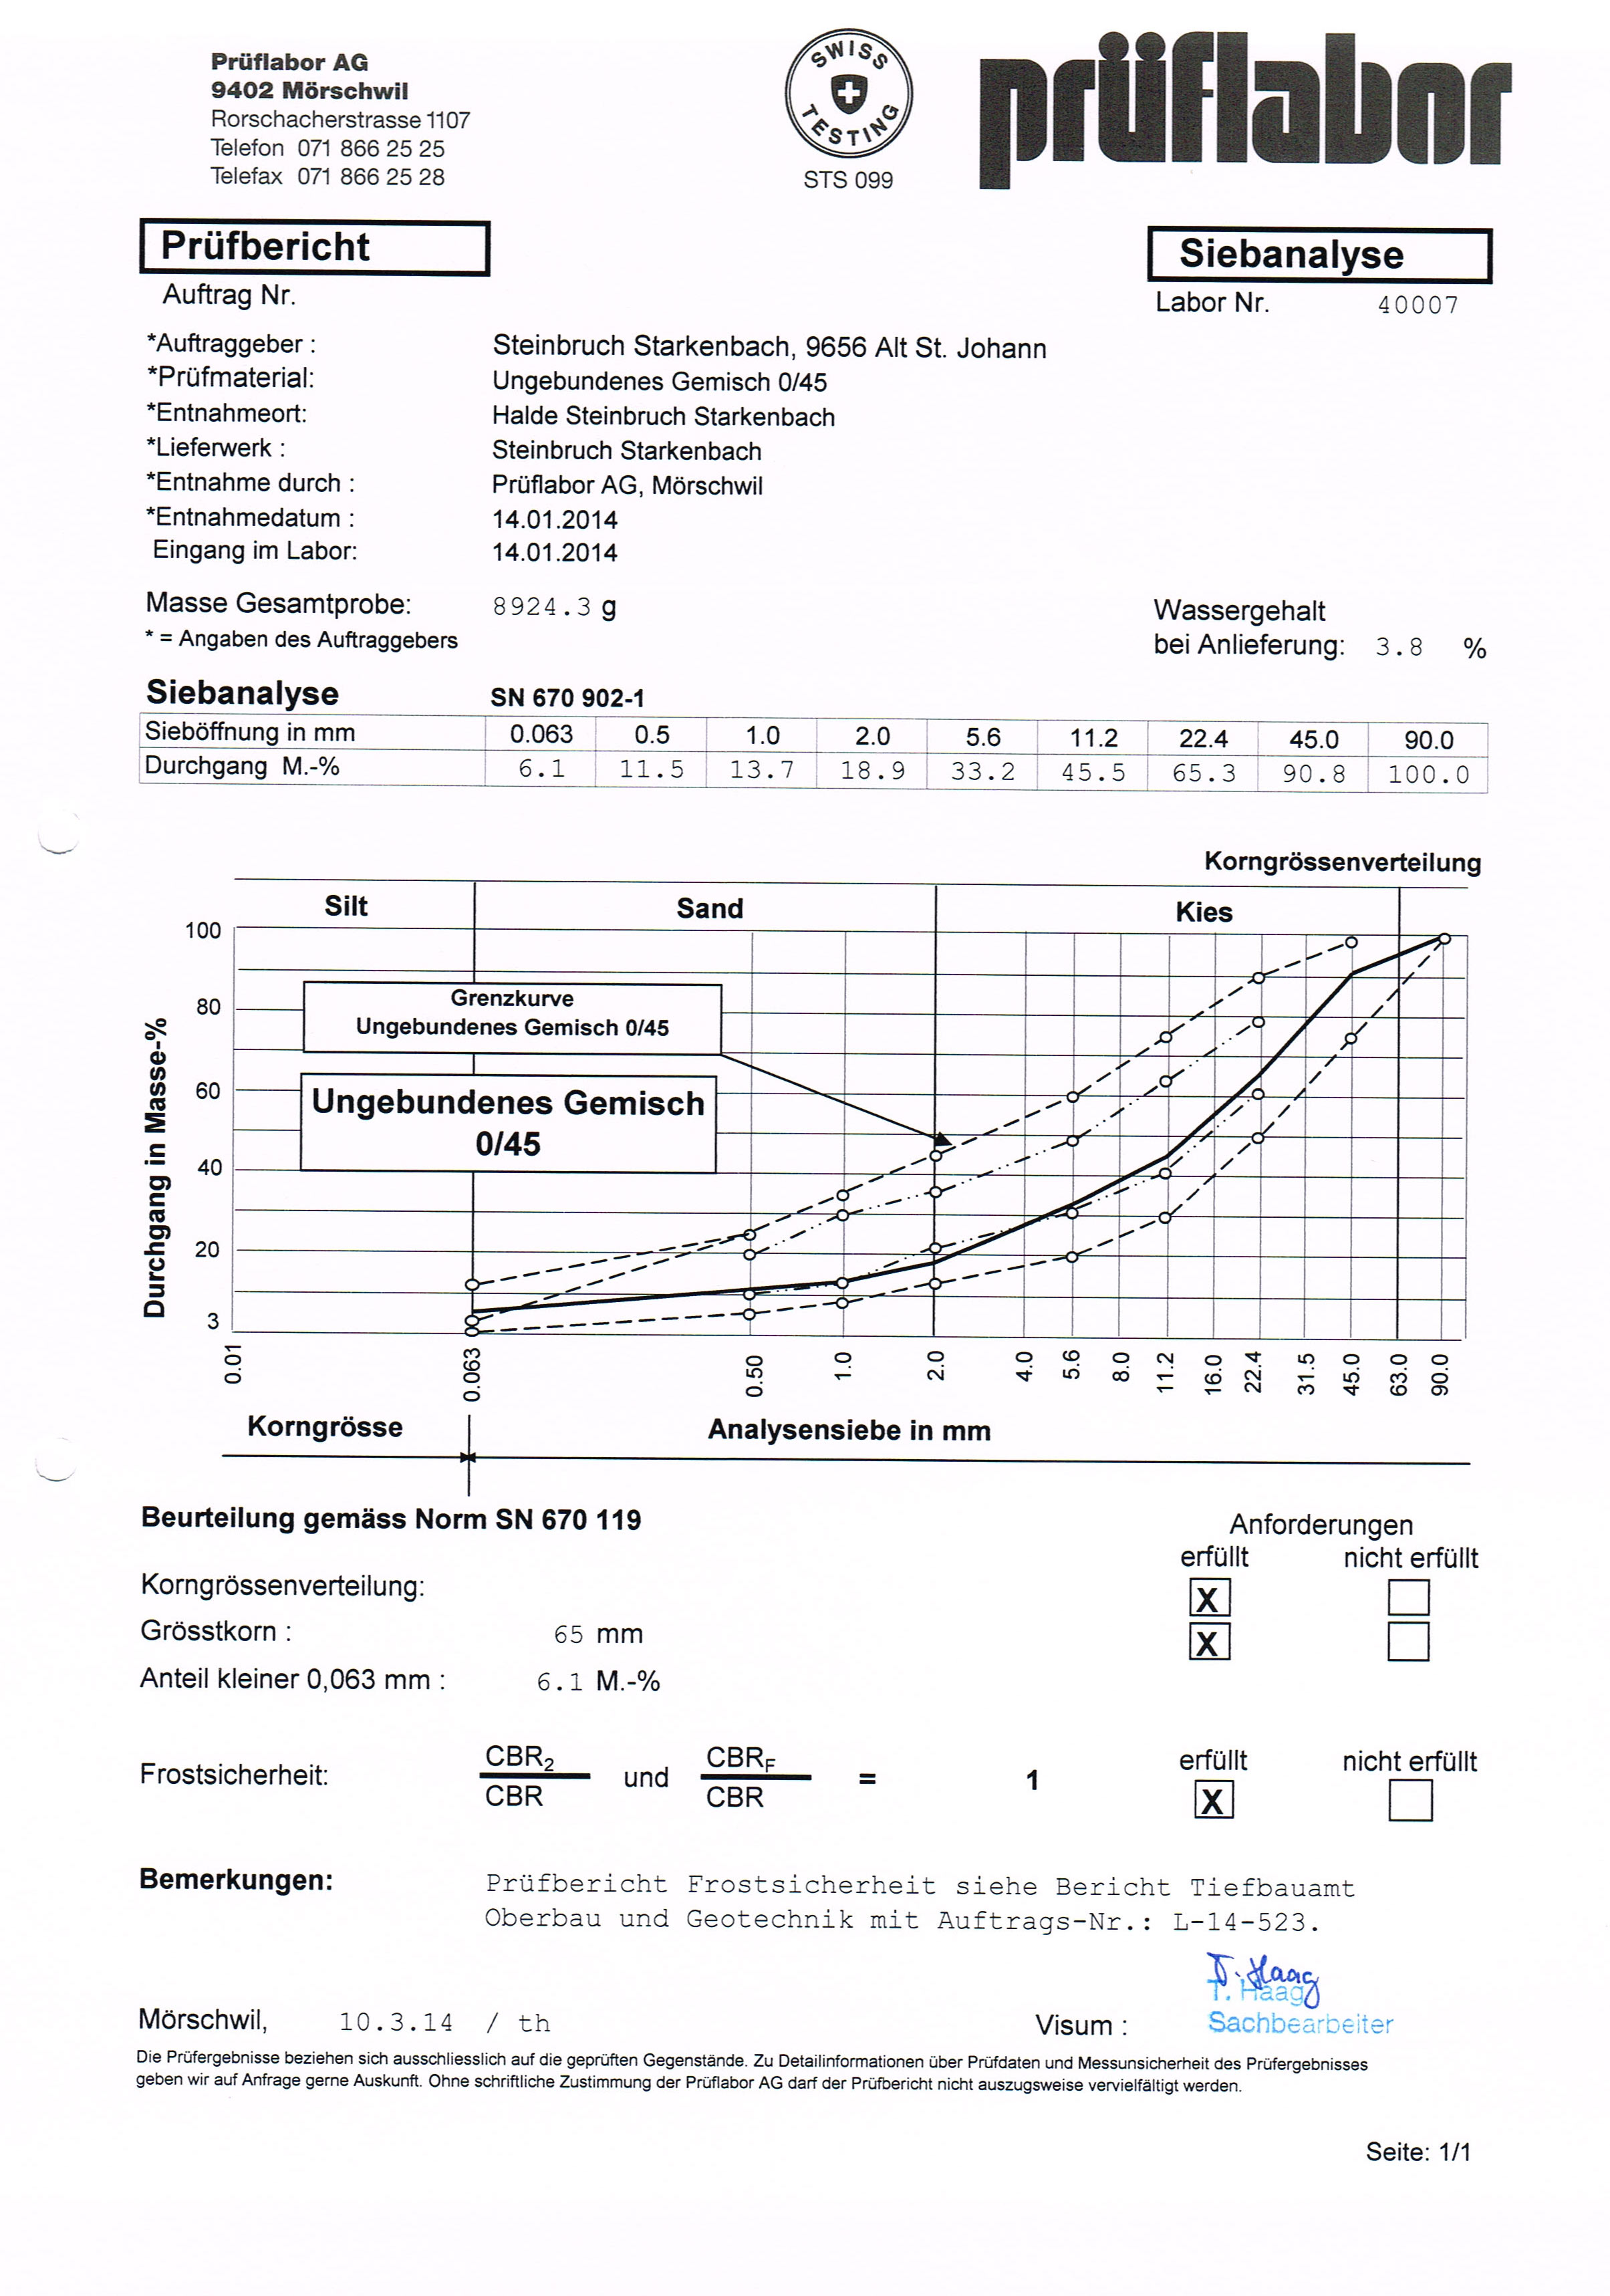 Prüflabor AG
9402 Mörschwil
Rorschacherstrasse 1107
Telefon 071 866 25 25
Telefax 071 866 25 28
SWISS TESTING
STS 099
prüflabor
Prüfbericht
Siebanalyse
Auftrag Nr.
Labor Nr. 40007
*Auftraggeber : Steinbruch Starkenbach, 9656 Alt St. Johann
*Prüfmaterial: Ungebundenes Gemisch 0/45
*Entnahmeort: Halde Steinbruch Starkenbach
*Lieferwerk : Steinbruch Starkenbach
*Entnahme durch : Prüflabor AG, Mörschwil
*Entnahmedatum : 14.01.2014
Eingang im Labor: 14.01.2014
Masse Gesamtprobe: 8924.3 g
Wassergehalt
* = Angaben des Auftraggebers
bei Anlieferung: 3.8 %
Siebanalyse SN 670 902-1
Sieböffnung in mm 0.063 0.5 1.0 2.0 5.6 11.2 22.4 45.0 90.0
Durchgang M.-% 6.1 11.5 13.7 18.9 33.2 45.5 65.3 90.8 100.0
Korngrössenverteilung
Silt Sand Kies
100
80
60
40
20
3
Durchgang in Masse-%
Grenzkurve
Ungebundenes Gemisch 0/45
Ungebundenes Gemisch
0/45
0.01 0.063 0.50 1.0 2.0 4.0 5.6 8.0 11.2 16.0 22.4 31.5 45.0 63.0 90.0
Korngrösse Analysensiebe in mm
Beurteilung gemäss Norm SN 670 119
Anforderungen
erfüllt nicht erfüllt
Korngrössenverteilung: X
Grösstkorn : 65 mm X
Anteil kleiner 0,063 mm : 6.1 M.-%
Frostsicherheit: CBR2 / CBR und CBRF / CBR = 1
erfüllt nicht erfüllt
X
Bemerkungen: Prüfbericht Frostsicherheit siehe Bericht Tiefbauamt
Oberbau und Geotechnik mit Auftrags-Nr.: L-14-523.
T. Haag
T. Haag
Mörschwil, 10.3.14 / th Visum : Sachbearbeiter
Die Prüfergebnisse beziehen sich ausschliesslich auf die geprüften Gegenstände. Zu Detailinformationen über Prüfdaten und Messunsicherheit des Prüfergebnisses
geben wir auf Anfrage gerne Auskunft. Ohne schriftliche Zustimmung der Prüflabor AG darf der Prüfbericht nicht auszugsweise vervielfältigt werden.
Seite: 1/1